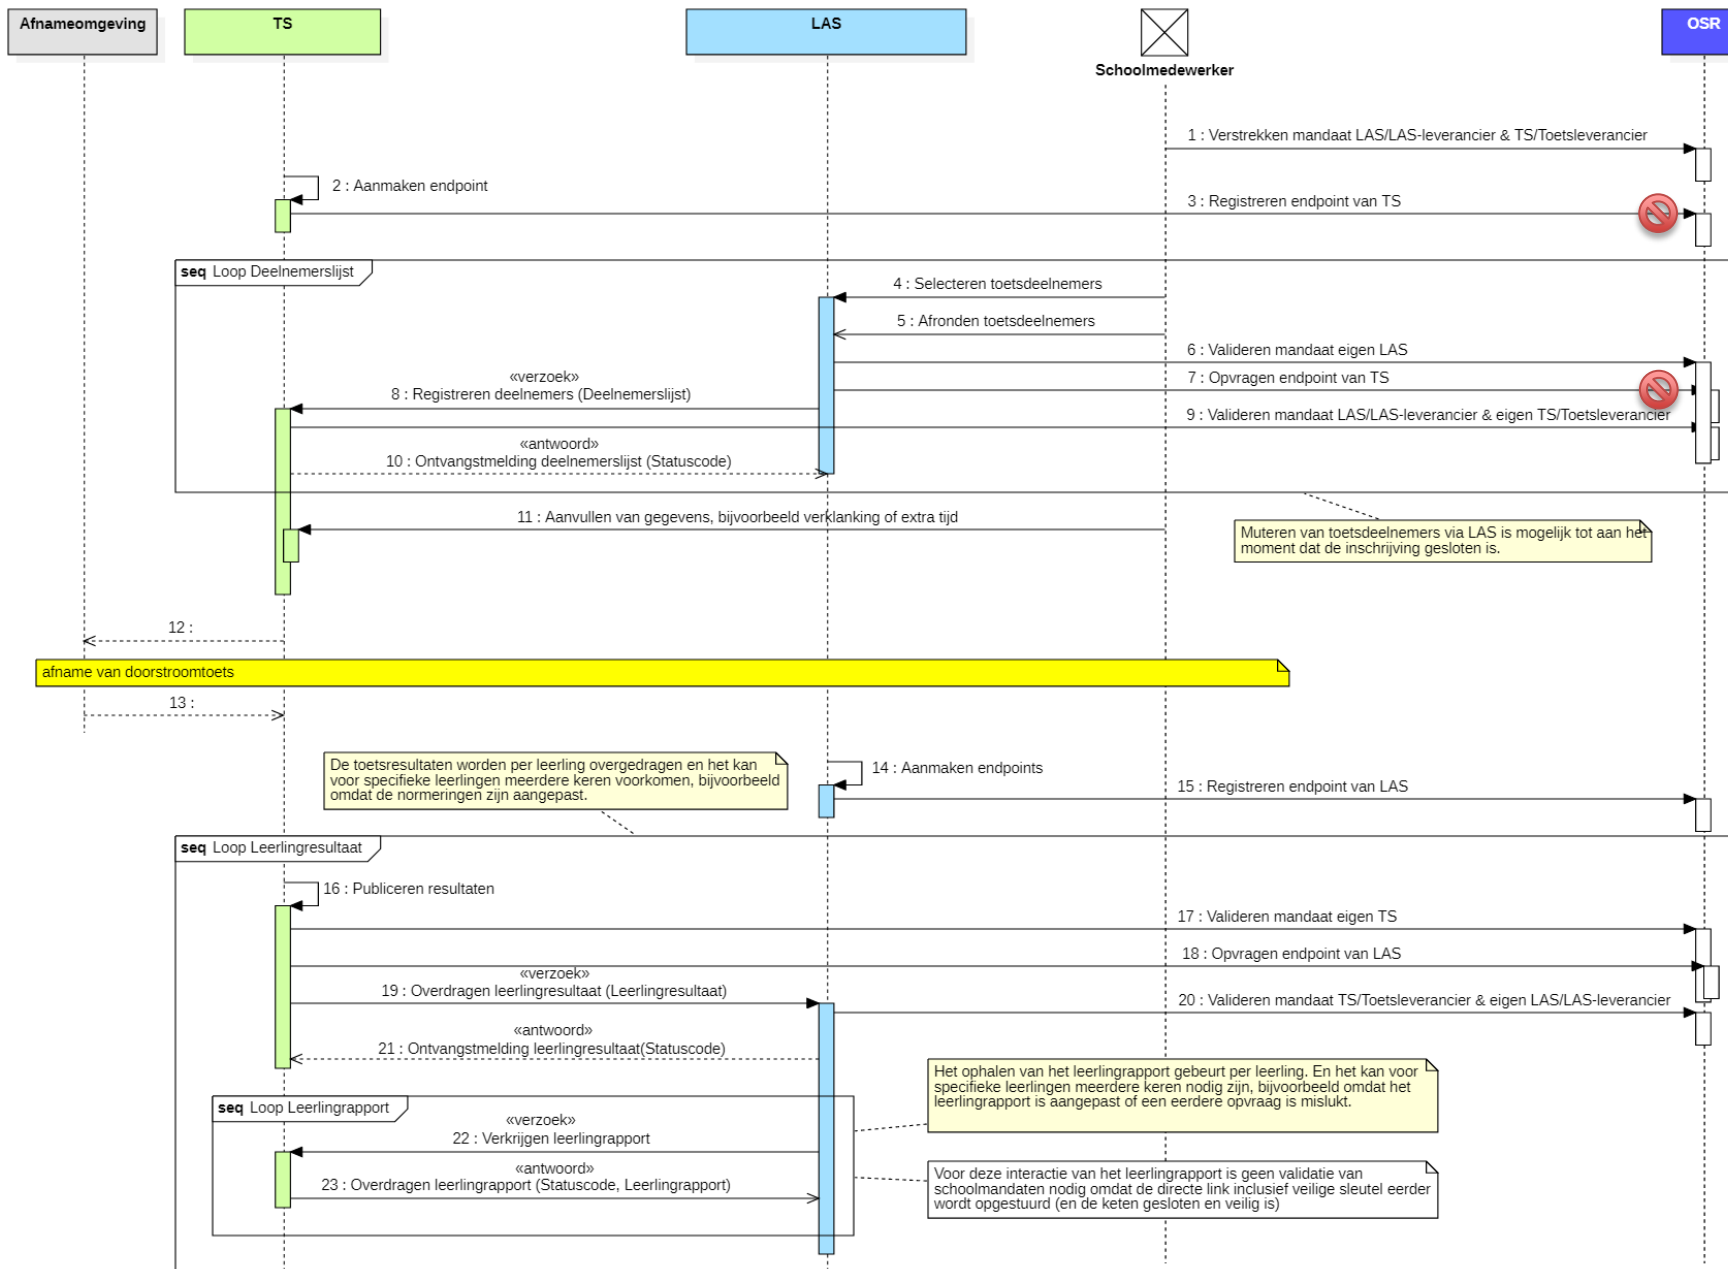 Afnameomgeving
TS
LAS
Schoolmedewerker
OSR
1 : Verstrekken mandaat LAS/LAS-leverancier & TS/Toetsleverancier
2 : Aanmaken endpoint
3 : Registreren endpoint van TS
seq Loop Deelnemerslijst
4 : Selecteren toetsdeelnemers
5 : Afronden toetsdeelnemers
6 : Valideren mandaat eigen LAS
7 : Opvragen endpoint van TS
«verzoek»
8 : Registreren deelnemers (Deelnemerslijst)
9 : Valideren mandaat LAS/LAS-leverancier & eigen TS/Toetsleverancier
«antwoord»
10 : Ontvangstmelding deelnemerslijst (Statuscode)
11 : Aanvullen van gegevens, bijvoorbeeld verklanking of extra tijd
Muteren van toetsdeelnemers via LAS is mogelijk tot aan het
moment dat de inschrijving gesloten is.
12 :
afname van doorstroomtoets
13 :
De toetsresultaten worden per leerling overgedragen en het kan
voor specifieke leerlingen meerdere keren voorkomen, bijvoorbeeld
omdat de normeringen zijn aangepast.
14 : Aanmaken endpoints
15 : Registreren endpoint van LAS
seq Loop Leerlingresultaat
16 : Publiceren resultaten
17 : Valideren mandaat eigen TS
18 : Opvragen endpoint van LAS
«verzoek»
19 : Overdragen leerlingresultaat (Leerlingresultaat)
20 : Valideren mandaat TS/Toetsleverancier & eigen LAS/LAS-leverancier
«antwoord»
21 : Ontvangstmelding leerlingresultaat(Statuscode)
Het ophalen van het leerlingrapport gebeurt per leerling. En het kan voor
specifieke leerlingen meerdere keren nodig zijn, bijvoorbeeld omdat het
leerlingrapport is aangepast of een eerdere opvraag is mislukt.
seq Loop Leerlingrapport
«verzoek»
22 : Verkrijgen leerlingrapport
«antwoord»
23 : Overdragen leerlingrapport (Statuscode, Leerlingrapport)
Voor deze interactie van het leerlingrapport is geen validatie van
schoolmandaten nodig omdat de directe link inclusief veilige sleutel eerder
wordt opgestuurd (en de keten gesloten en veilig is)